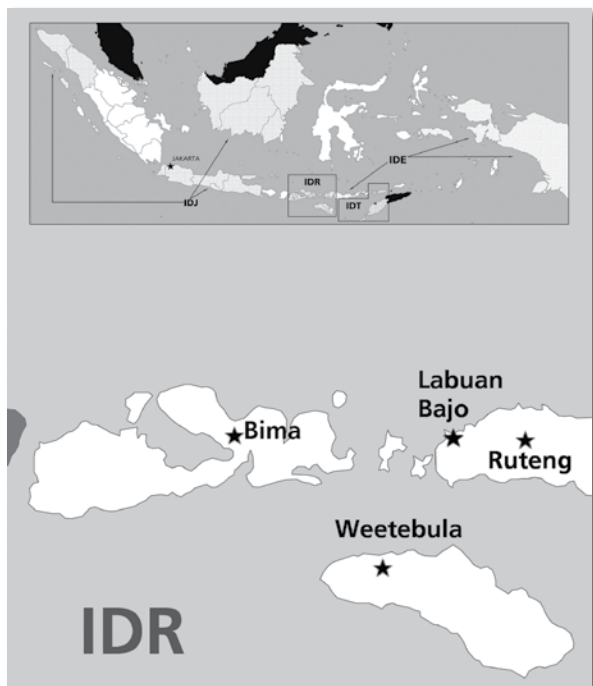 JAKARTA
IDE
IDR
IDT
IDJ
Labuan
Bajo
Bima
Ruteng
Weetebula
IDR